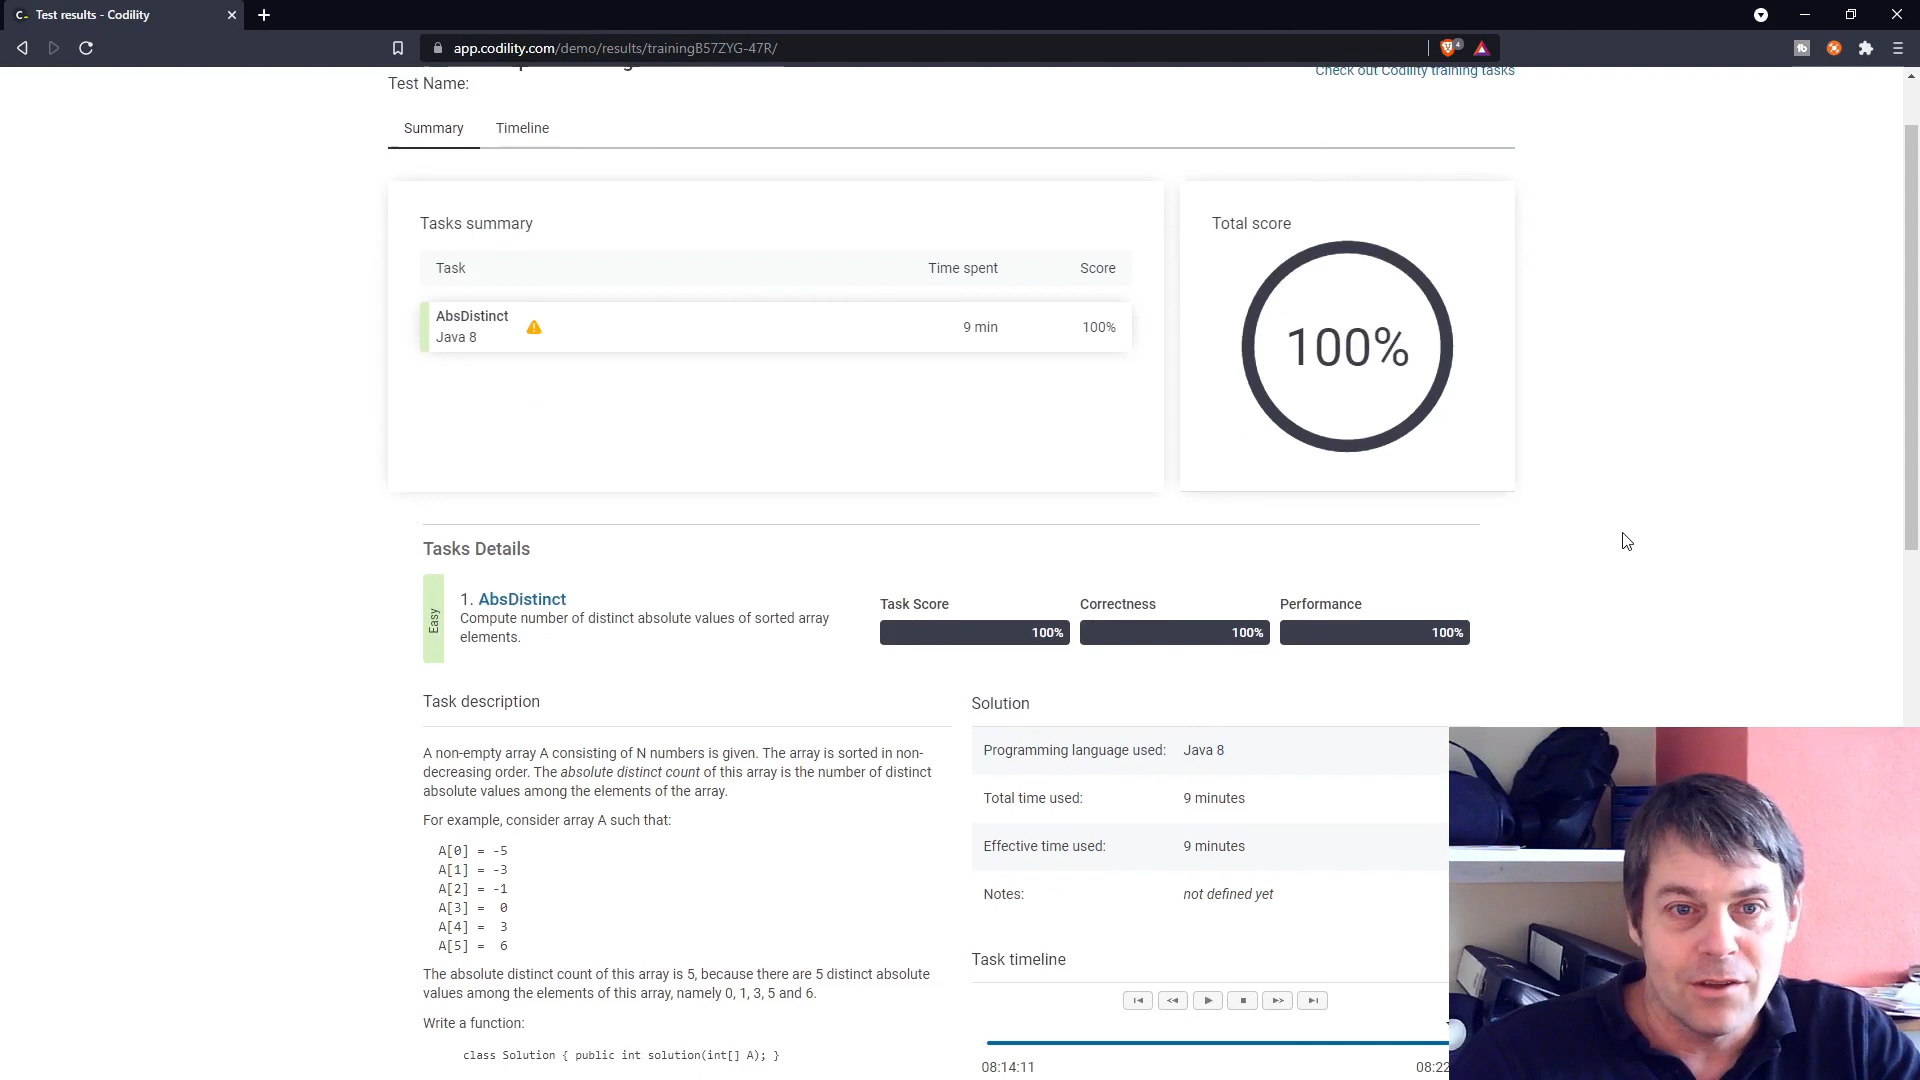 Test results - Codility
app.codility.com/demo/results/trainingB57ZYG-47R/
Check out Codility training tasks
Test Name:
Summary
Timeline
Tasks summary
Task
Time spent
Score
AbsDistinct
Java 8
9 min
100%
Total score
100%
Tasks Details
Easy
1. AbsDistinct
Compute number of distinct absolute values of sorted array
elements.
Task Score
100%
Correctness
100%
Performance
100%
Task description
A non-empty array A consisting of N numbers is given. The array is sorted in non-
decreasing order. The absolute distinct count of this array is the number of distinct
absolute values among the elements of the array.
For example, consider array A such that:
A[0] = -5
A[1] = -3
A[2] = -1
A[3] = 0
A[4] = 3
A[5] = 6
The absolute distinct count of this array is 5, because there are 5 distinct absolute
values among the elements of this array, namely 0, 1, 3, 5 and 6.
Write a function:
class Solution { public int solution(int[] A); }
Solution
Programming language used: Java 8
Total time used: 9 minutes
Effective time used: 9 minutes
Notes: not defined yet
Task timeline
08:14:11
08:22